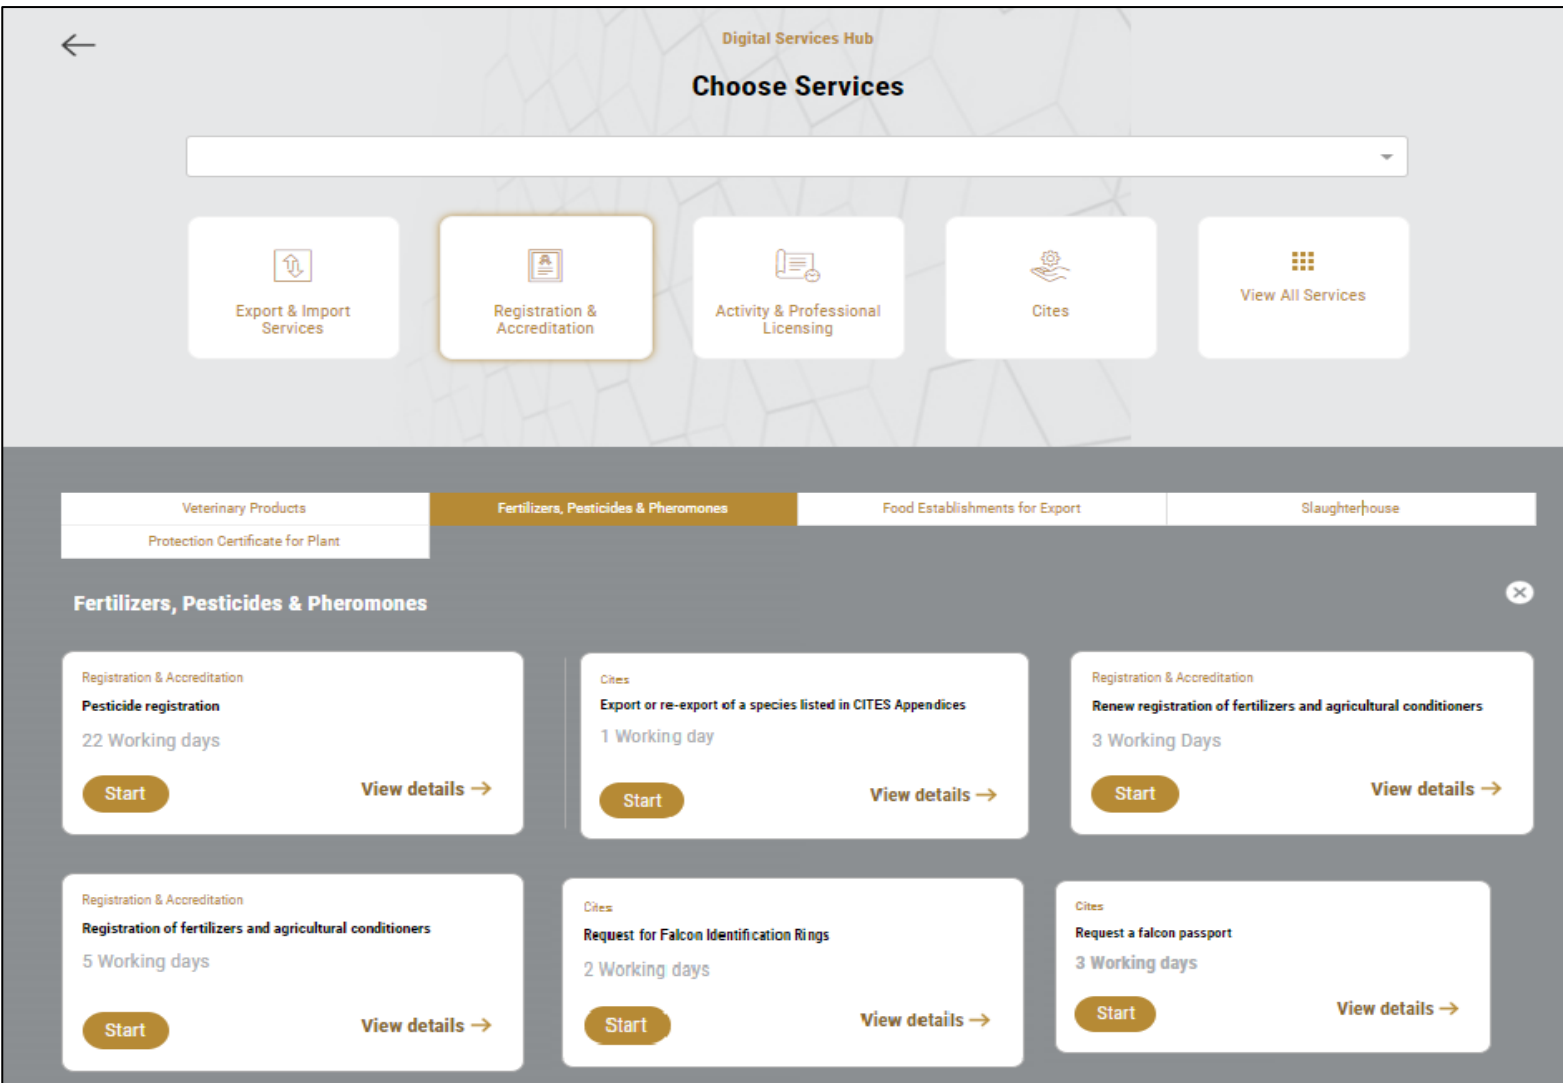 Digital Services Hub
Choose Services
Export & Import
Services
Registration &
Accreditation
Activity & Professional
Licensing
Cites
View All Services
Veterinary Products
Fertilizers, Pesticides & Pheromones
Food Establishments for Export
Slaughterhouse
Protection Certificate for Plant
Fertilizers, Pesticides & Pheromones
Registration & Accreditation
Pesticide registration
22 Working days
Start
View details
Cites
Export or re-export of a species listed in CITES Appendices
1 Working day
Start
View details
Registration & Accreditation
Renew registration of fertilizers and agricultural conditioners
3 Working Days
Start
View details
Registration & Accreditation
Registration of fertilizers and agricultural conditioners
5 Working days
Start
View details
Cites
Request for Falcon Identification Rings
2 Working days
Start
View details
Cites
Request a falcon passport
3 Working days
Start
View details